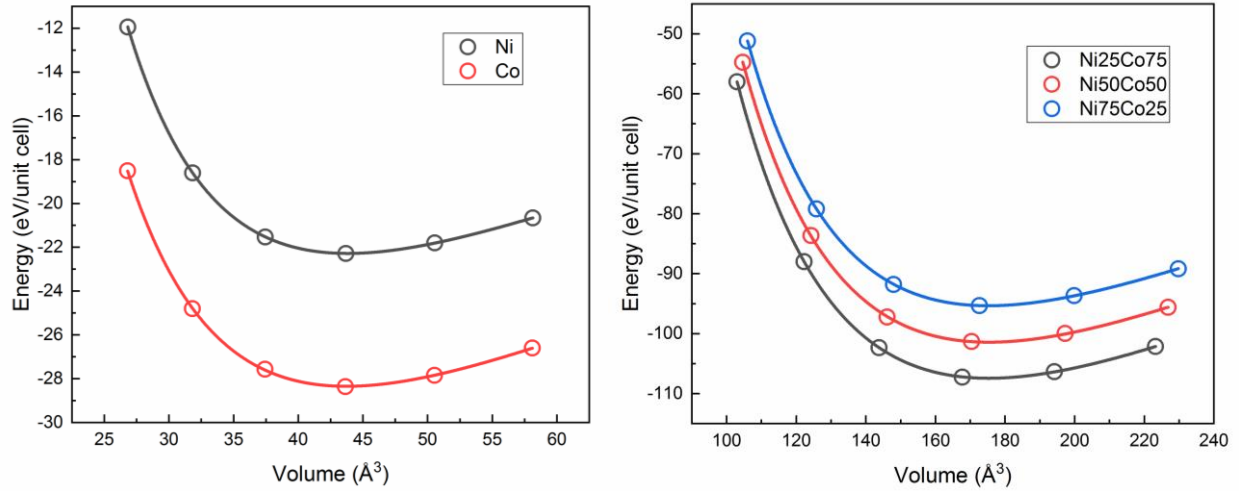 -12
-14
-16
-18
-20
-22
-24
-26
-28
-30
Energy (eV/unit cell)
Ni
Co
25 30 35 40 45 50 55 60
Volume (Å³)
-50
-60
-70
-80
-90
-100
-110
Energy (eV/unit cell)
Ni25Co75
Ni50Co50
Ni75Co25
100 120 140 160 180 200 220 240
Volume (Å³)